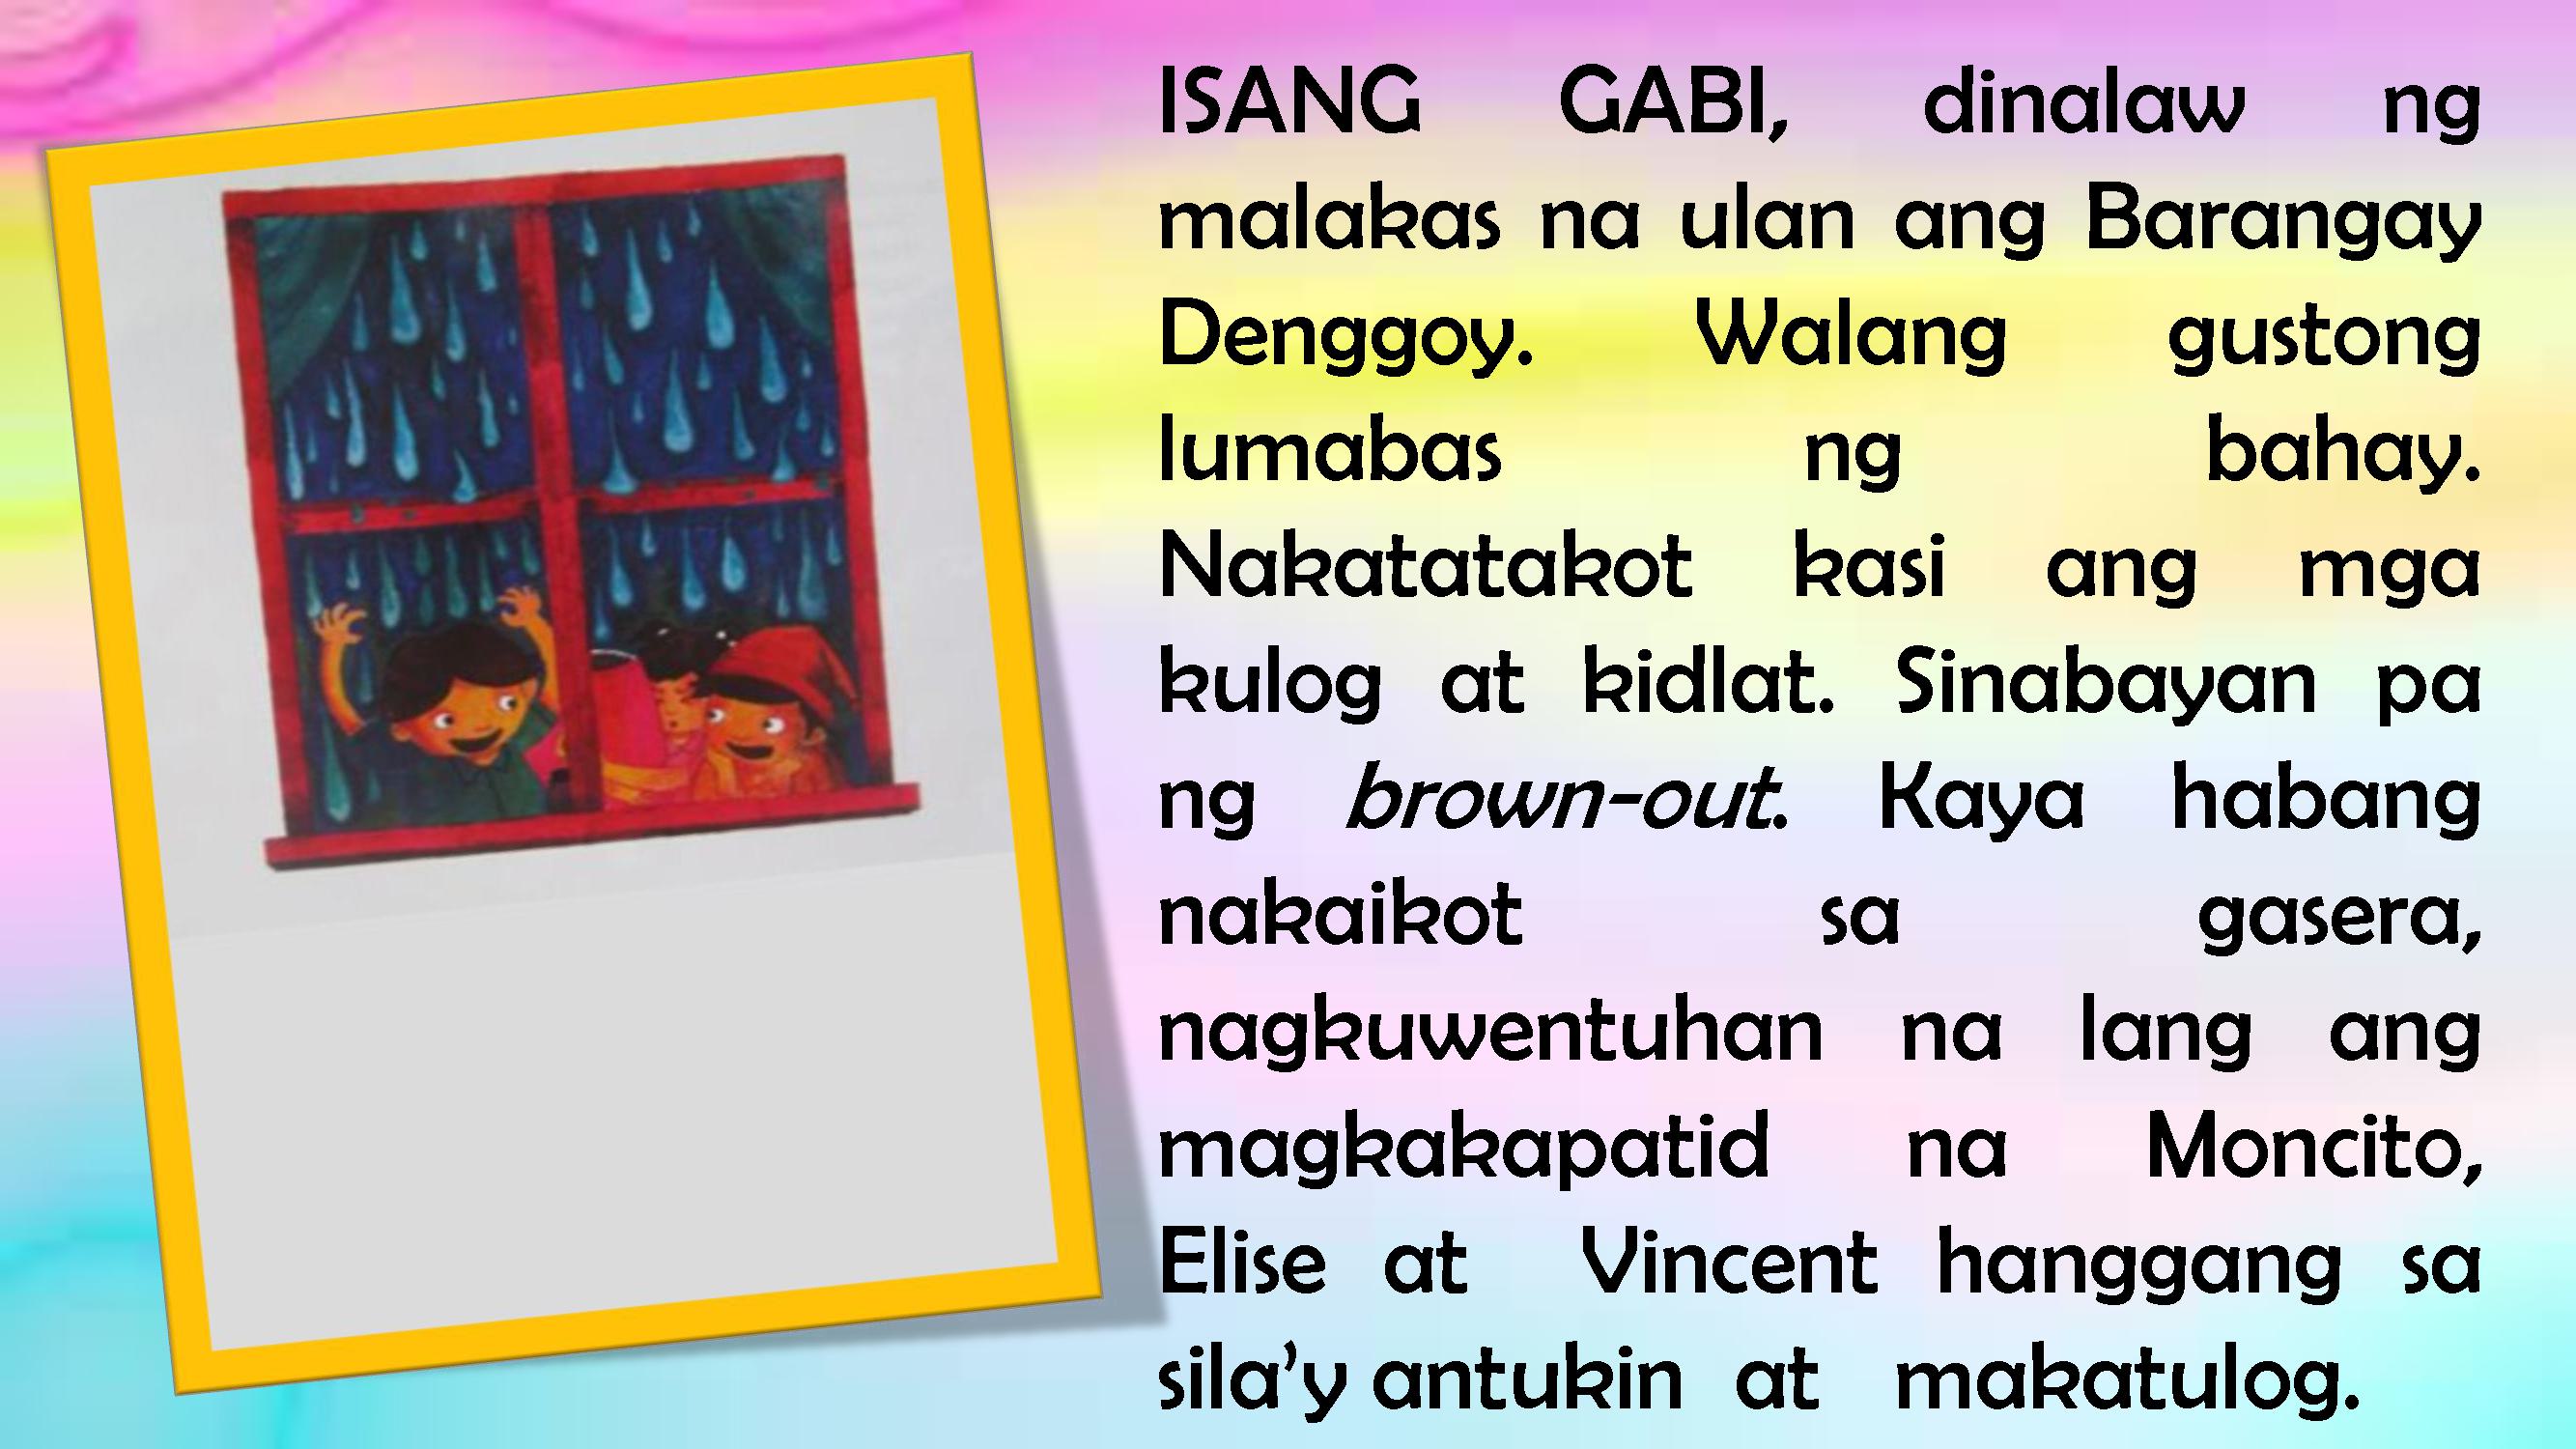 ISANG GABI, dinalaw ng
malakas na ulan ang Barangay
Denggoy. Walang gustong
lumabas ng bahay.
Nakatatakot kasi ang mga
kulog at kidlat. Sinabayan pa
ng brown-out. Kaya habang
nakaikot sa gasera,
nagkuwentuhan na lang ang
magkakapatid na Moncito,
Elise at Vincent hanggang sa
sila’y antukin at makatulog.